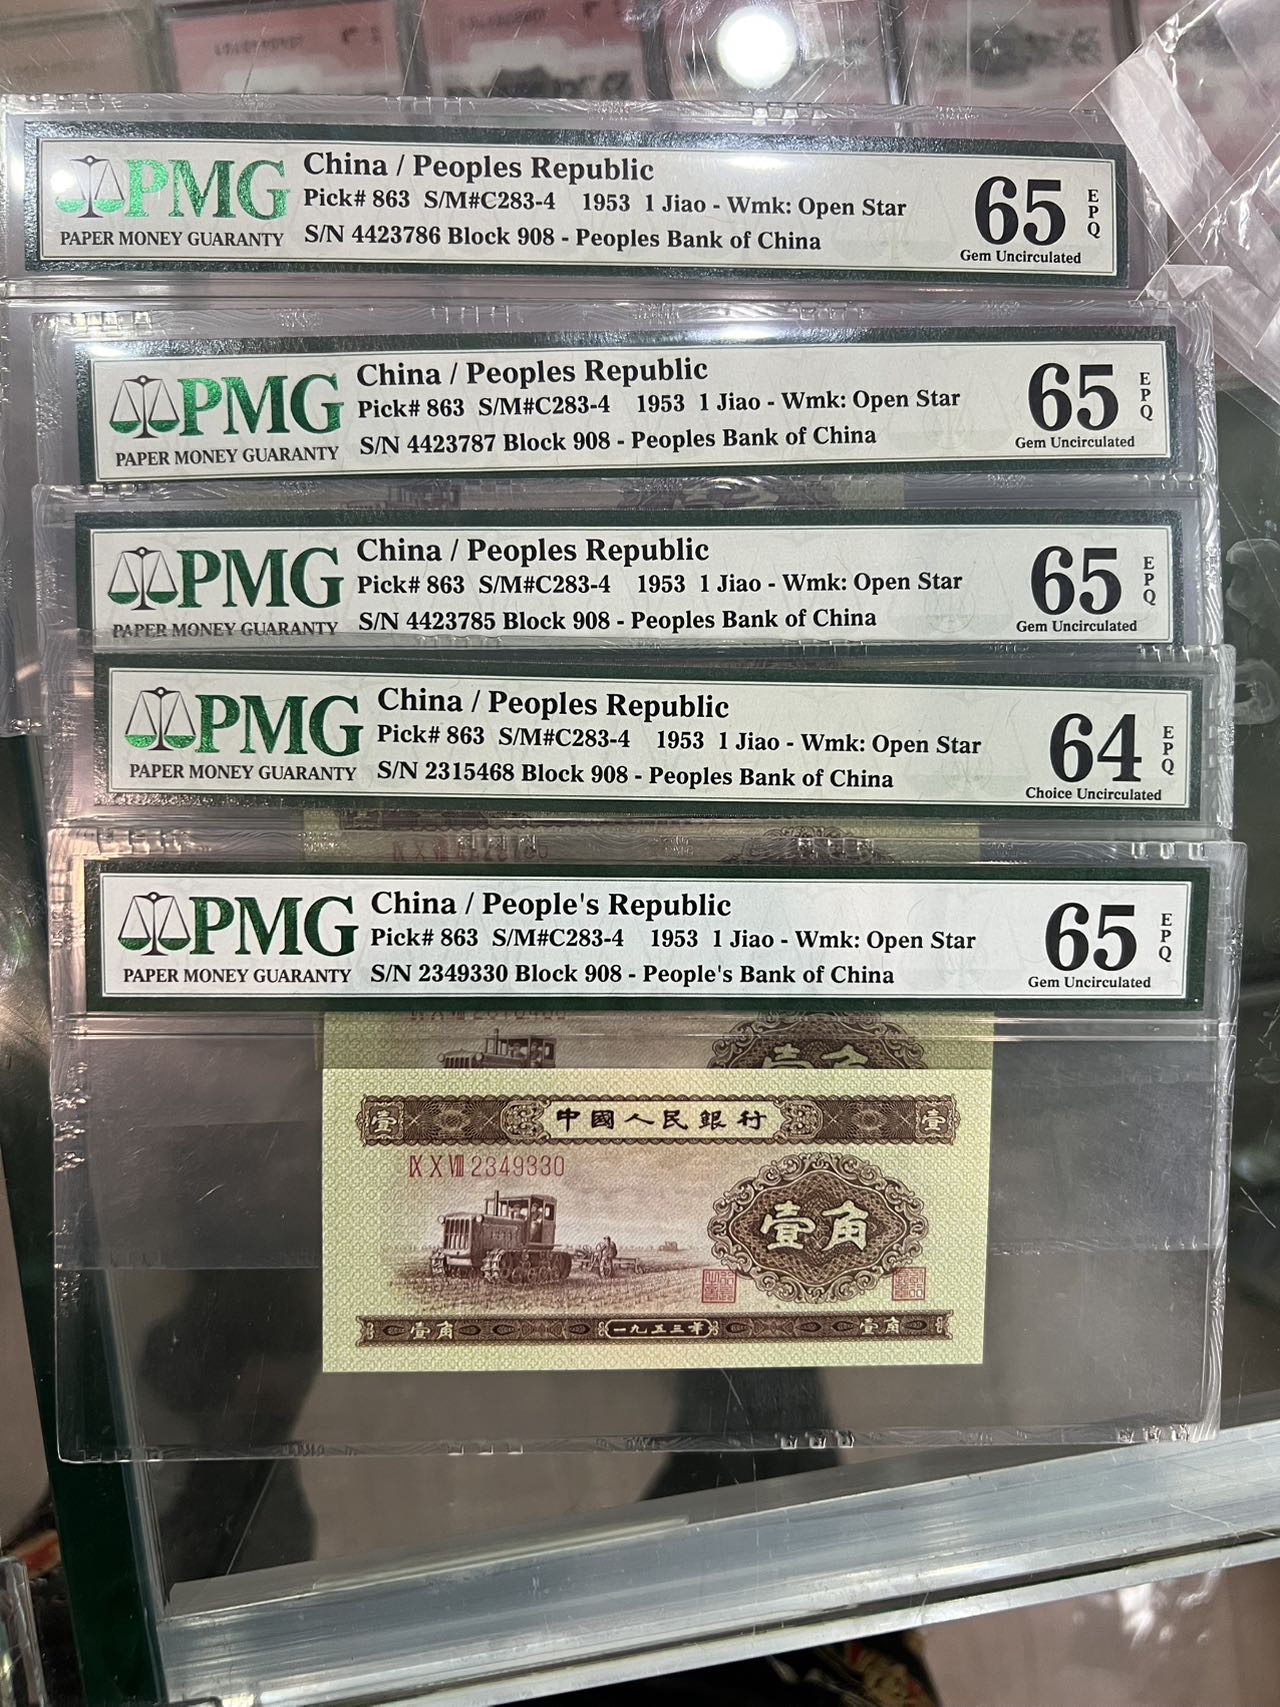 PMG
PAPER MONEY GUARANTY
China / Peoples Republic
Pick# 863 S/M#C283-4 1953 1 Jiao - Wmk: Open Star
S/N 4423786 Block 908 - Peoples Bank of China
65 EPQ
Gem Uncirculated
PMG
PAPER MONEY GUARANTY
China / Peoples Republic
Pick# 863 S/M#C283-4 1953 1 Jiao - Wmk: Open Star
S/N 4423787 Block 908 - Peoples Bank of China
65 EPQ
Gem Uncirculated
PMG
PAPER MONEY GUARANTY
China / Peoples Republic
Pick# 863 S/M#C283-4 1953 1 Jiao - Wmk: Open Star
S/N 4423785 Block 908 - Peoples Bank of China
65 EPQ
Gem Uncirculated
PMG
PAPER MONEY GUARANTY
China / Peoples Republic
Pick# 863 S/M#C283-4 1953 1 Jiao - Wmk: Open Star
S/N 2315468 Block 908 - Peoples Bank of China
64 EPQ
Choice Uncirculated
PMG
PAPER MONEY GUARANTY
China / People's Republic
Pick# 863 S/M#C283-4 1953 1 Jiao - Wmk: Open Star
S/N 2349330 Block 908 - People's Bank of China
65 EPQ
Gem Uncirculated
壹角
壹 中國人民銀行 壹
Ⅸ Ⅹ Ⅷ 2349330
壹角
壹角 一九五三年 壹角